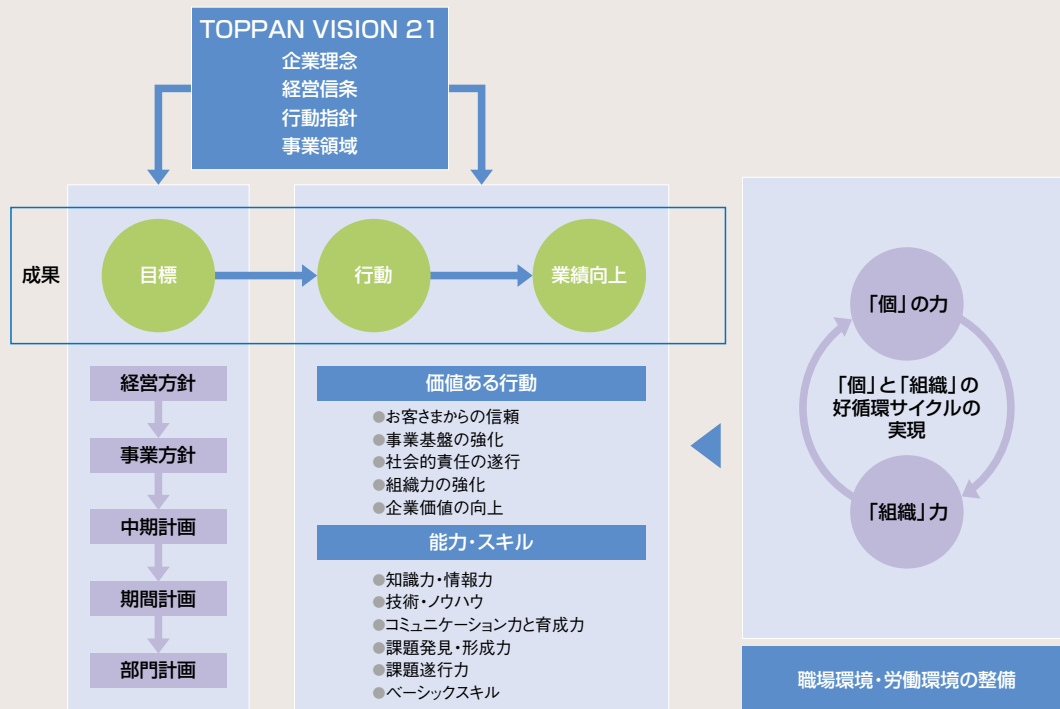 TOPPAN VISION 21
企業理念
経営信条
行動指針
事業領域
成果
目標
行動
業績向上
経営方針
事業方針
中期計画
期間計画
部門計画
価値ある行動
●お客さまからの信頼
●事業基盤の強化
●社会的責任の遂行
●組織力の強化
●企業価値の向上
能力・スキル
●知識力・情報力
●技術・ノウハウ
●コミュニケーション力と育成力
●課題発見・形成力
●課題遂行力
●ベーシックスキル
「個」の力
「個」と「組織」の
好循環サイクルの
実現
「組織」力
職場環境・労働環境の整備